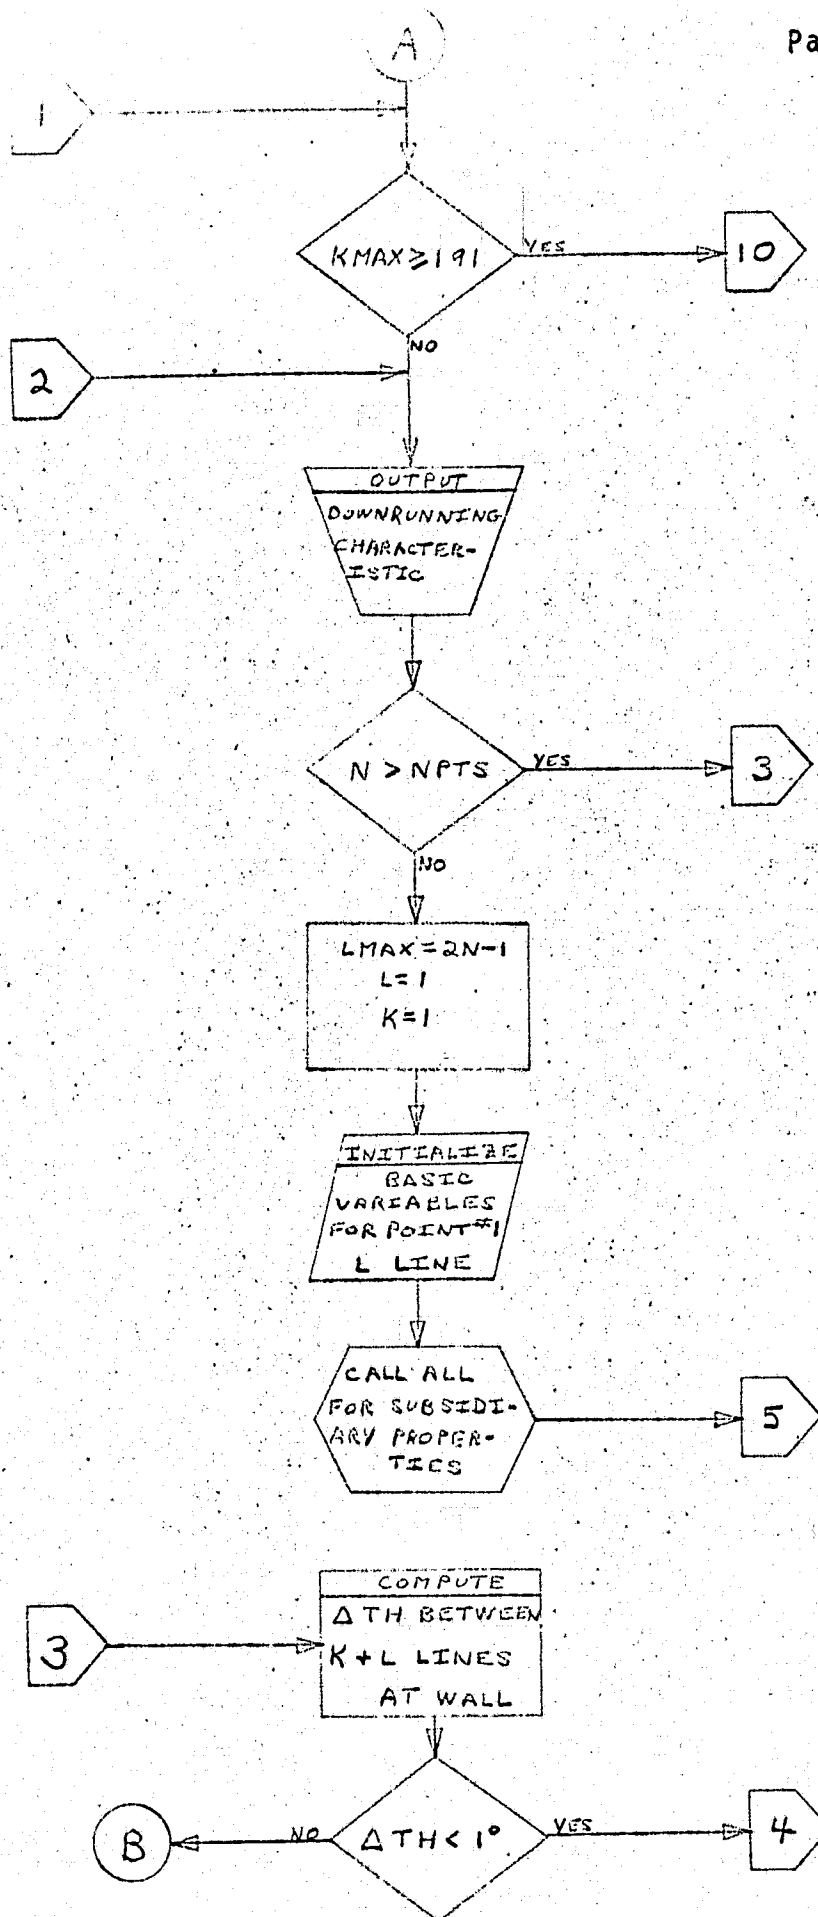 A
Pa
1
KMAX ≥ 191
YES
10
NO
2
OUTPUT
DOWNRUNNING
CHARACTER-
ISTIC
N > NPTS
YES
3
NO
LMAX = 2N-1
L = 1
K = 1
INITIALIZE
BASIC
VARIABLES
FOR POINT #1
L LINE
CALL ALL
FOR SUBSIDI-
ARY PROPER-
TIES
5
COMPUTE
Δ TH BETWEEN
K + L LINES
AT WALL
3
B
NO
Δ TH < 1°
YES
4